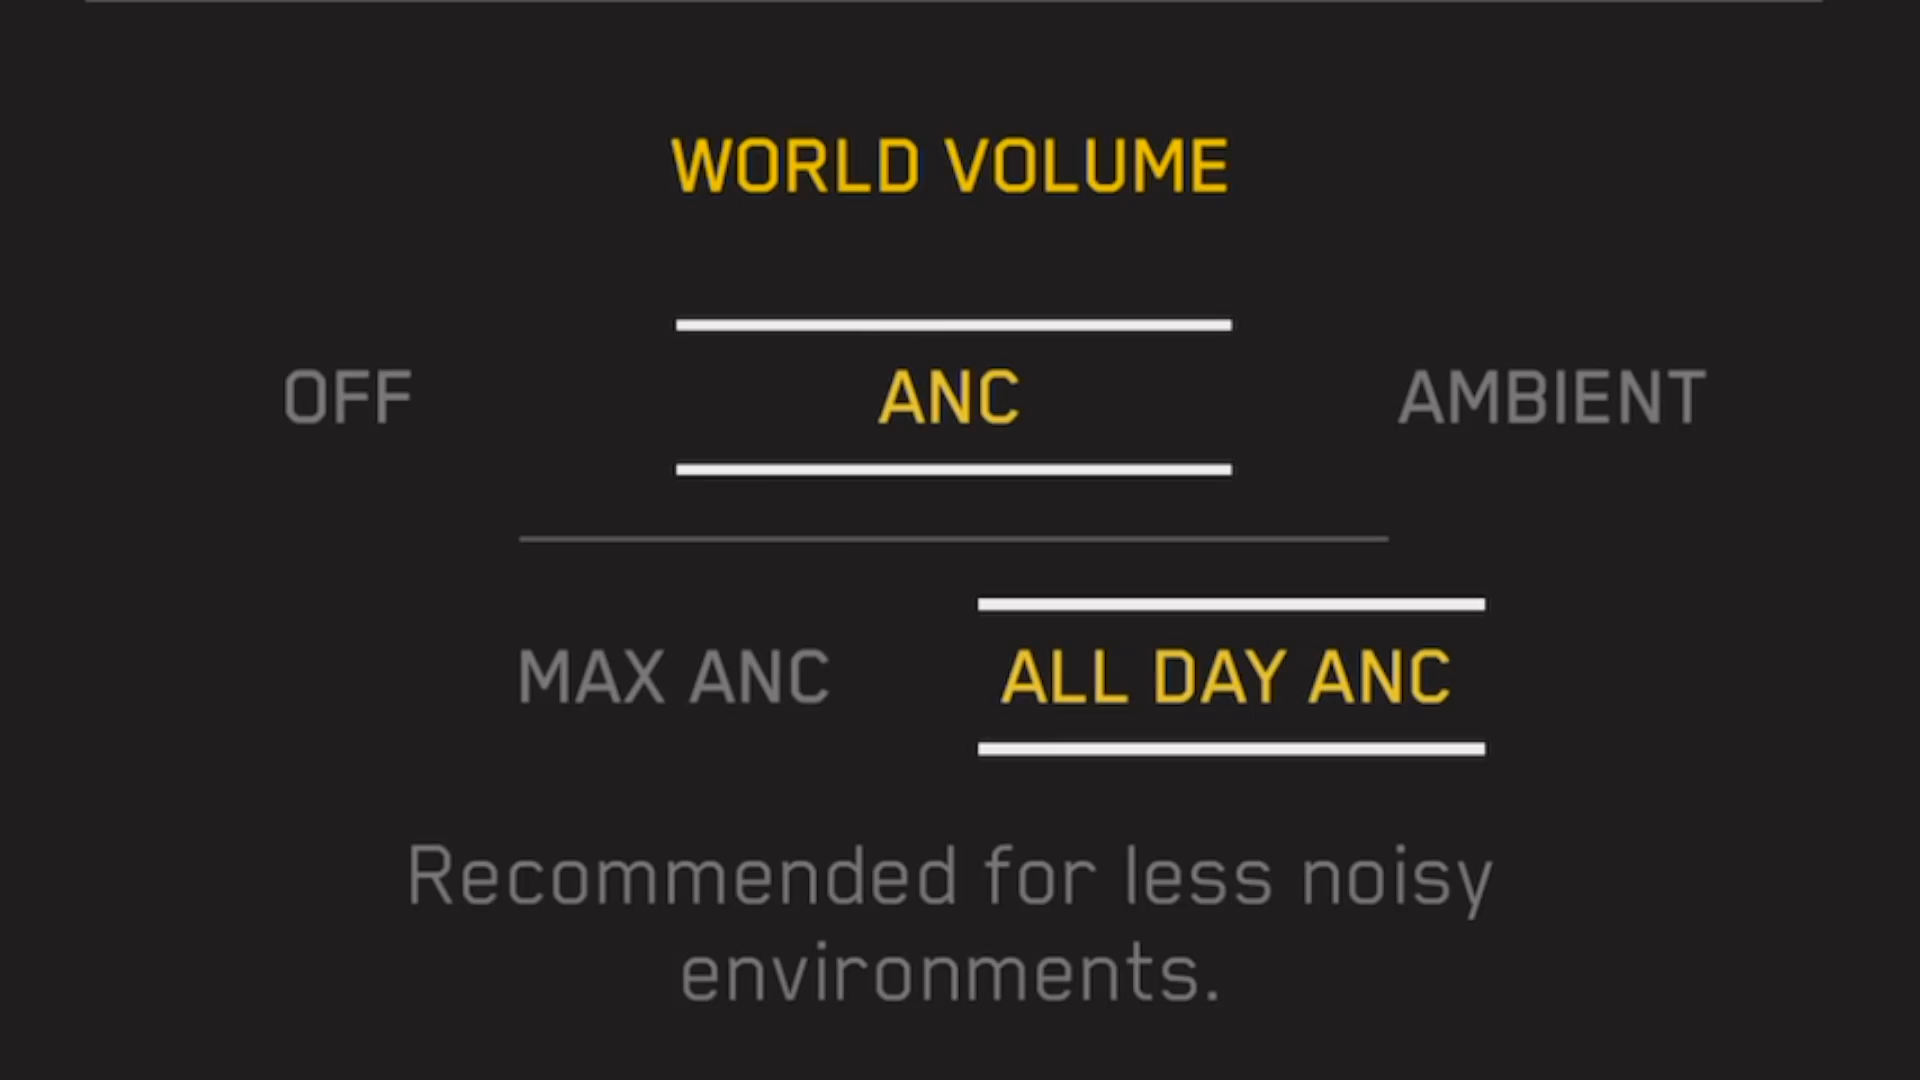 WORLD VOLUME
OFF ANC AMBIENT
MAX ANC ALL DAY ANC
Recommended for less noisy
environments.